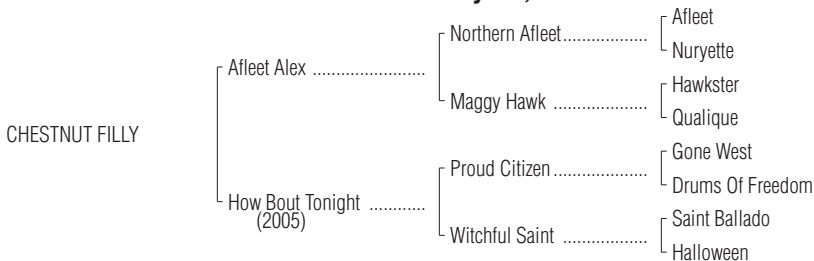 Afleet
Northern Afleet..................
Nuryette
Afleet Alex ........................
Hawkster
Maggy Hawk ....................
Qualique
CHESTNUT FILLY
Gone West
Proud Citizen....................
Drums Of Freedom
How Bout Tonight ............
(2005)
Saint Ballado
Witchful Saint ..................
Halloween